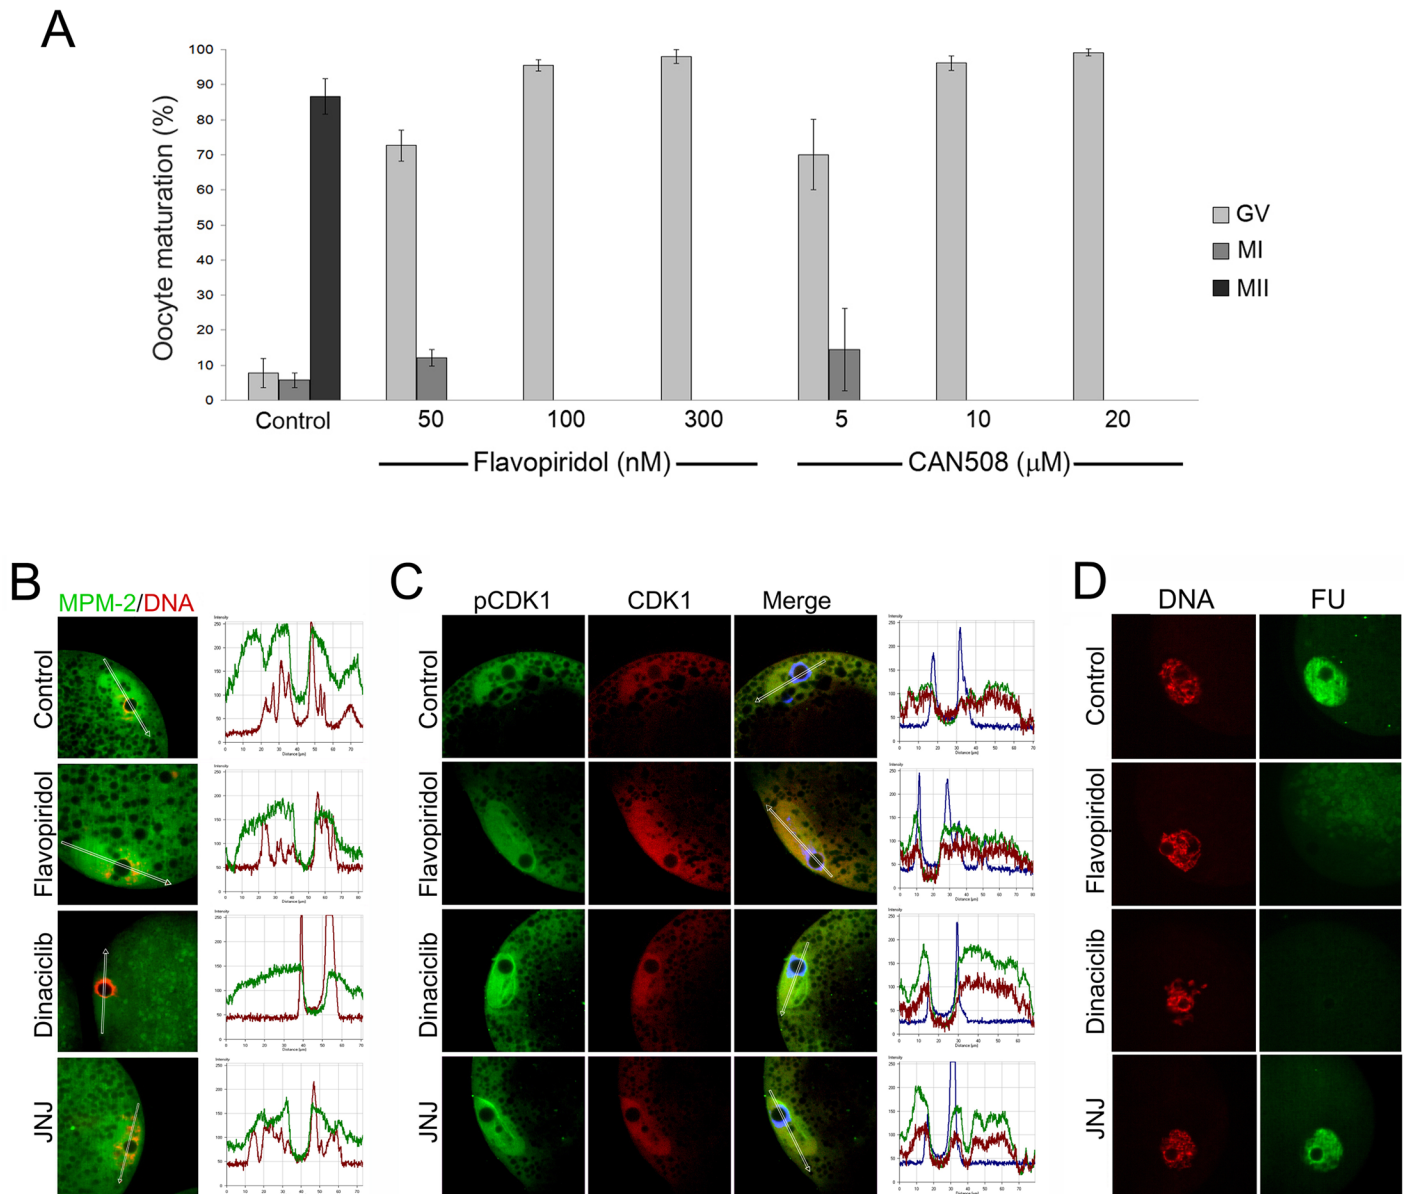 A
Oocyte maturation (%)
100
90
80
70
60
50
40
30
20
10
0
Control
50
100
300
5
10
20
Flavopiridol (nM)
CAN508 (μM)
GV
MI
MII
B
MPM-2/DNA
Control
Flavopiridol
Dinaciclib
JNJ
C
pCDK1 CDK1 Merge
Control
Flavopiridol
Dinaciclib
JNJ
D
DNA FU
Control
Flavopiridol
Dinaciclib
JNJ